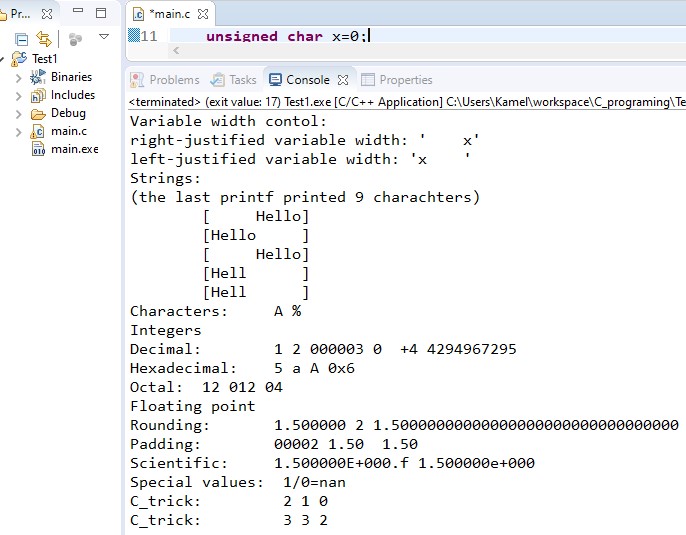 Pr...
*main.c
11 unsigned char x=0;
Test1
Binaries
Includes
Debug
main.c
main.exe
Problems Tasks Console Properties
<terminated> (exit value: 17) Test1.exe [C/C++ Application] C:\Users\Kamel\workspace\C_programing\Te
Variable width contol:
right-justified variable width: '    x'
left-justified variable width: 'x    '
Strings:
(the last printf printed 9 charachters)
[     Hello]
[Hello     ]
[     Hello]
[Hell      ]
[Hell      ]
Characters:     A %
Integers
Decimal:        1 2 000003 0  +4 4294967295
Hexadecimal:    5 a A 0x6
Octal:  12 012 04
Floating point
Rounding:       1.500000 2 1.50000000000000000000000000000000
Padding:        00002 1.50  1.50
Scientific:     1.500000E+000.f 1.500000e+000
Special values:  1/0=nan
C_trick:         2 1 0
C_trick:         3 3 2